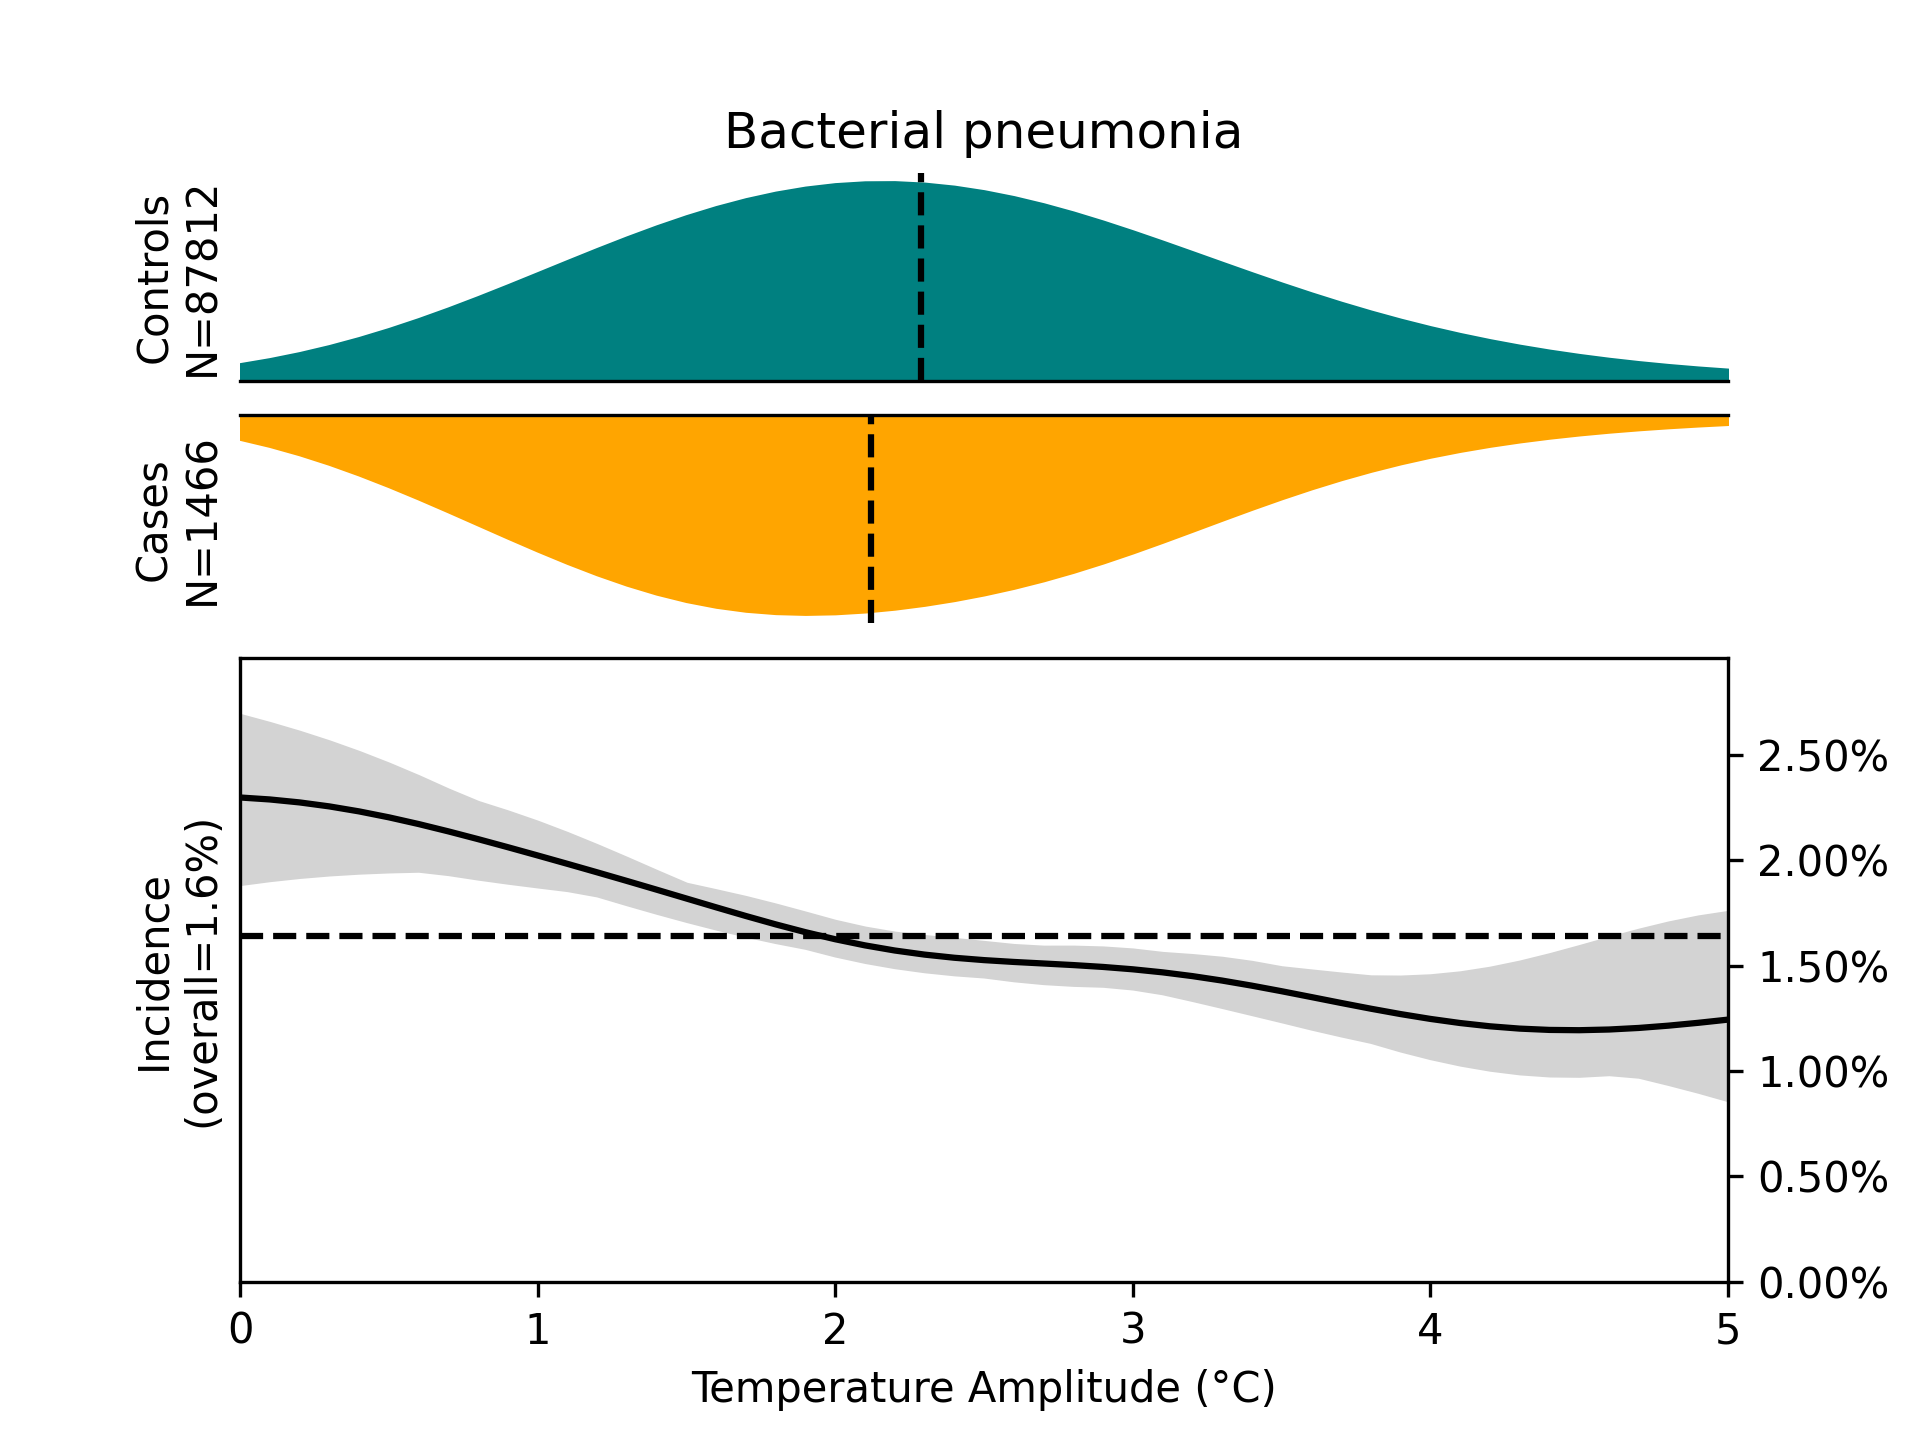 Bacterial pneumonia
Controls
N=87812
Cases
N=1466
Incidence
(overall=1.6%)
2.50%
2.00%
1.50%
1.00%
0.50%
0.00%
0 1 2 3 4 5
Temperature Amplitude (°C)